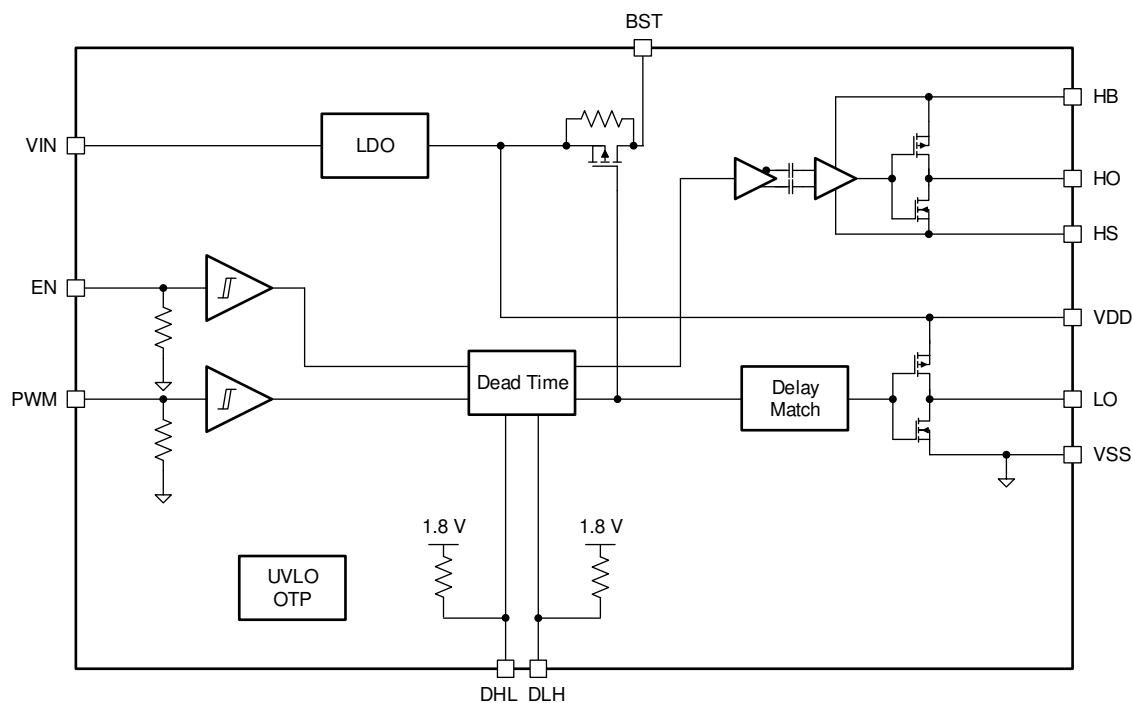 BST
HB
VIN
LDO
HO
HS
EN
VDD
Dead Time
PWM
Delay
Match
LO
VSS
1.8 V
1.8 V
UVLO
OTP
DHL
DLH